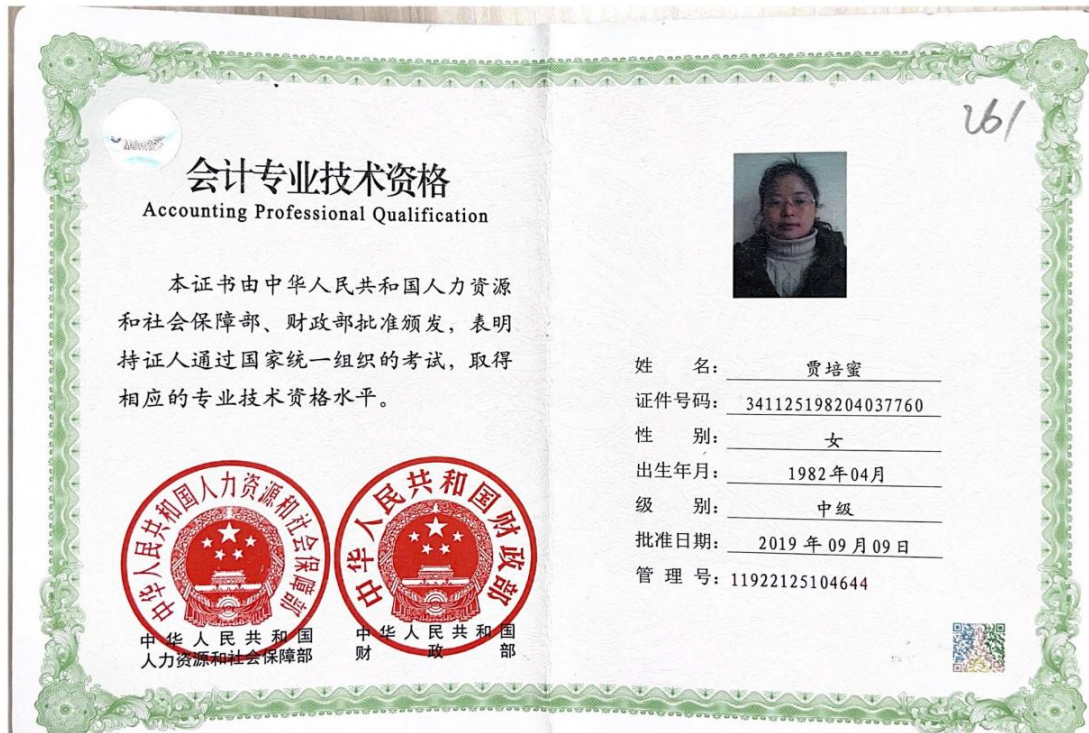 会计专业技术资格
Accounting Professional Qualification
本证书由中华人民共和国人力资源
和社会保障部、财政部批准颁发，表明
持证人通过国家统一组织的考试，取得
相应的专业技术资格水平。
中华人民共和国人力资源和社会保障部
中华人民共和国
人力资源和社会保障部
中华人民共和国财政部
中华人民共和国
财政部
261
姓 名： 贾培蜜
证件号码： 341125198204037760
性 别： 女
出生年月： 1982年04月
级 别： 中级
批准日期： 2019年09月09日
管 理 号： 11922125104644